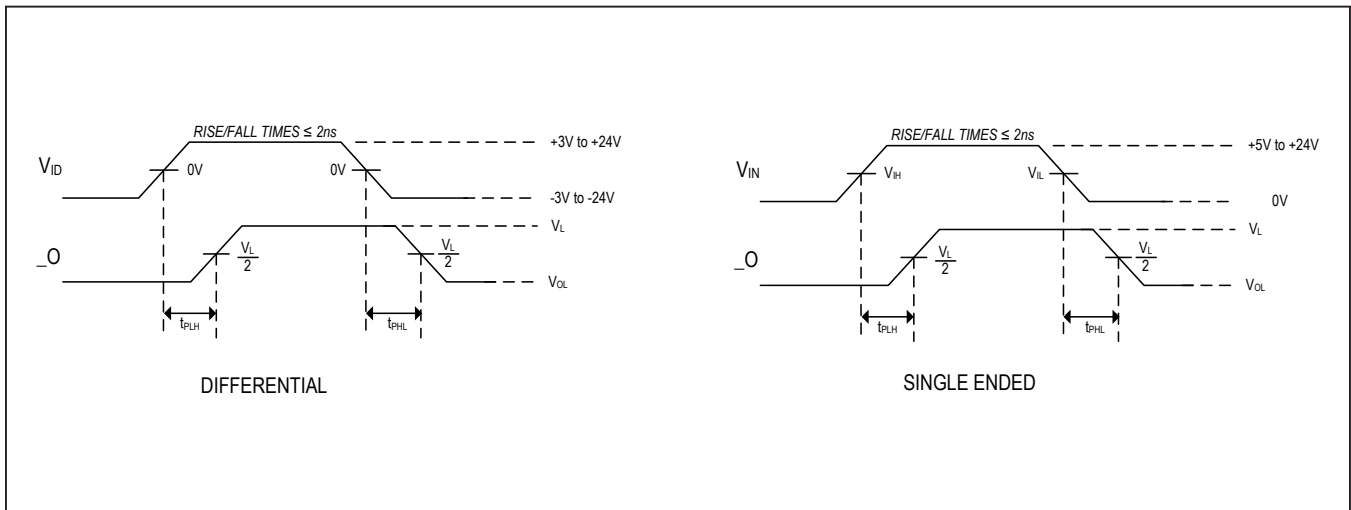 RISE/FALL TIMES ≤ 2ns
+3V to +24V
VID
0V
0V
-3V to -24V
VL
_O
VL
2
VL
2
VOL
tPLH
tPHL
DIFFERENTIAL
RISE/FALL TIMES ≤ 2ns
+5V to +24V
VIN
VIH
VIL
0V
VL
_O
VL
2
VL
2
VOL
tPLH
tPHL
SINGLE ENDED